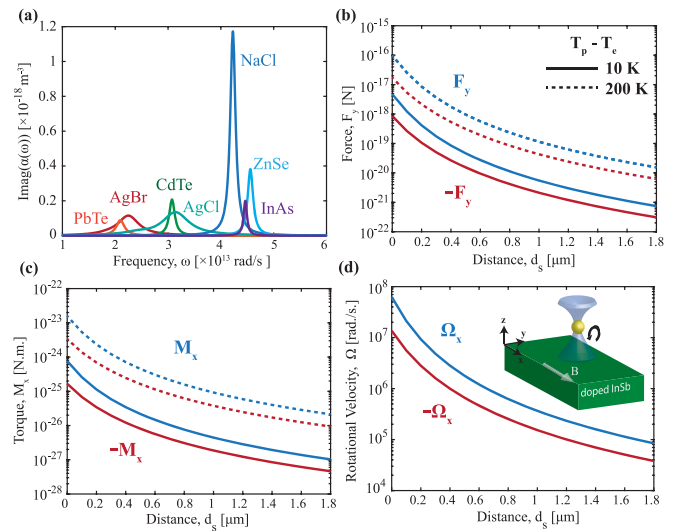 (a)
Imag(α(ω)) [×10⁻¹⁸ m⁻³]
1.2
1
0.8
0.6
0.4
0.2
0
NaCl
ZnSe
CdTe
AgBr
AgCl
InAs
PbTe
1 2 3 4 5 6
Frequency, ω [×10¹³ rad/s ]
(b)
Force, F_y [N]
10⁻¹⁵
10⁻¹⁶
10⁻¹⁷
10⁻¹⁸
10⁻¹⁹
10⁻²⁰
10⁻²¹
10⁻²²
T_p - T_e
10 K
200 K
F_y
-F_y
0 0.2 0.4 0.6 0.8 1 1.2 1.4 1.6 1.8
Distance, d_s [μm]
(c)
Torque, M_x [N.m.]
10⁻²²
10⁻²³
10⁻²⁴
10⁻²⁵
10⁻²⁶
10⁻²⁷
10⁻²⁸
M_x
-M_x
0 0.2 0.4 0.6 0.8 1 1.2 1.4 1.6 1.8
Distance, d_s [μm]
(d)
Rotational Velocity, Ω [rad./s]
10⁸
10⁷
10⁶
10⁵
10⁴
Ω_x
-Ω_x
z
y
x
B
doped InSb
0 0.2 0.4 0.6 0.8 1 1.2 1.4 1.6 1.8
Distance, d_s [μm]